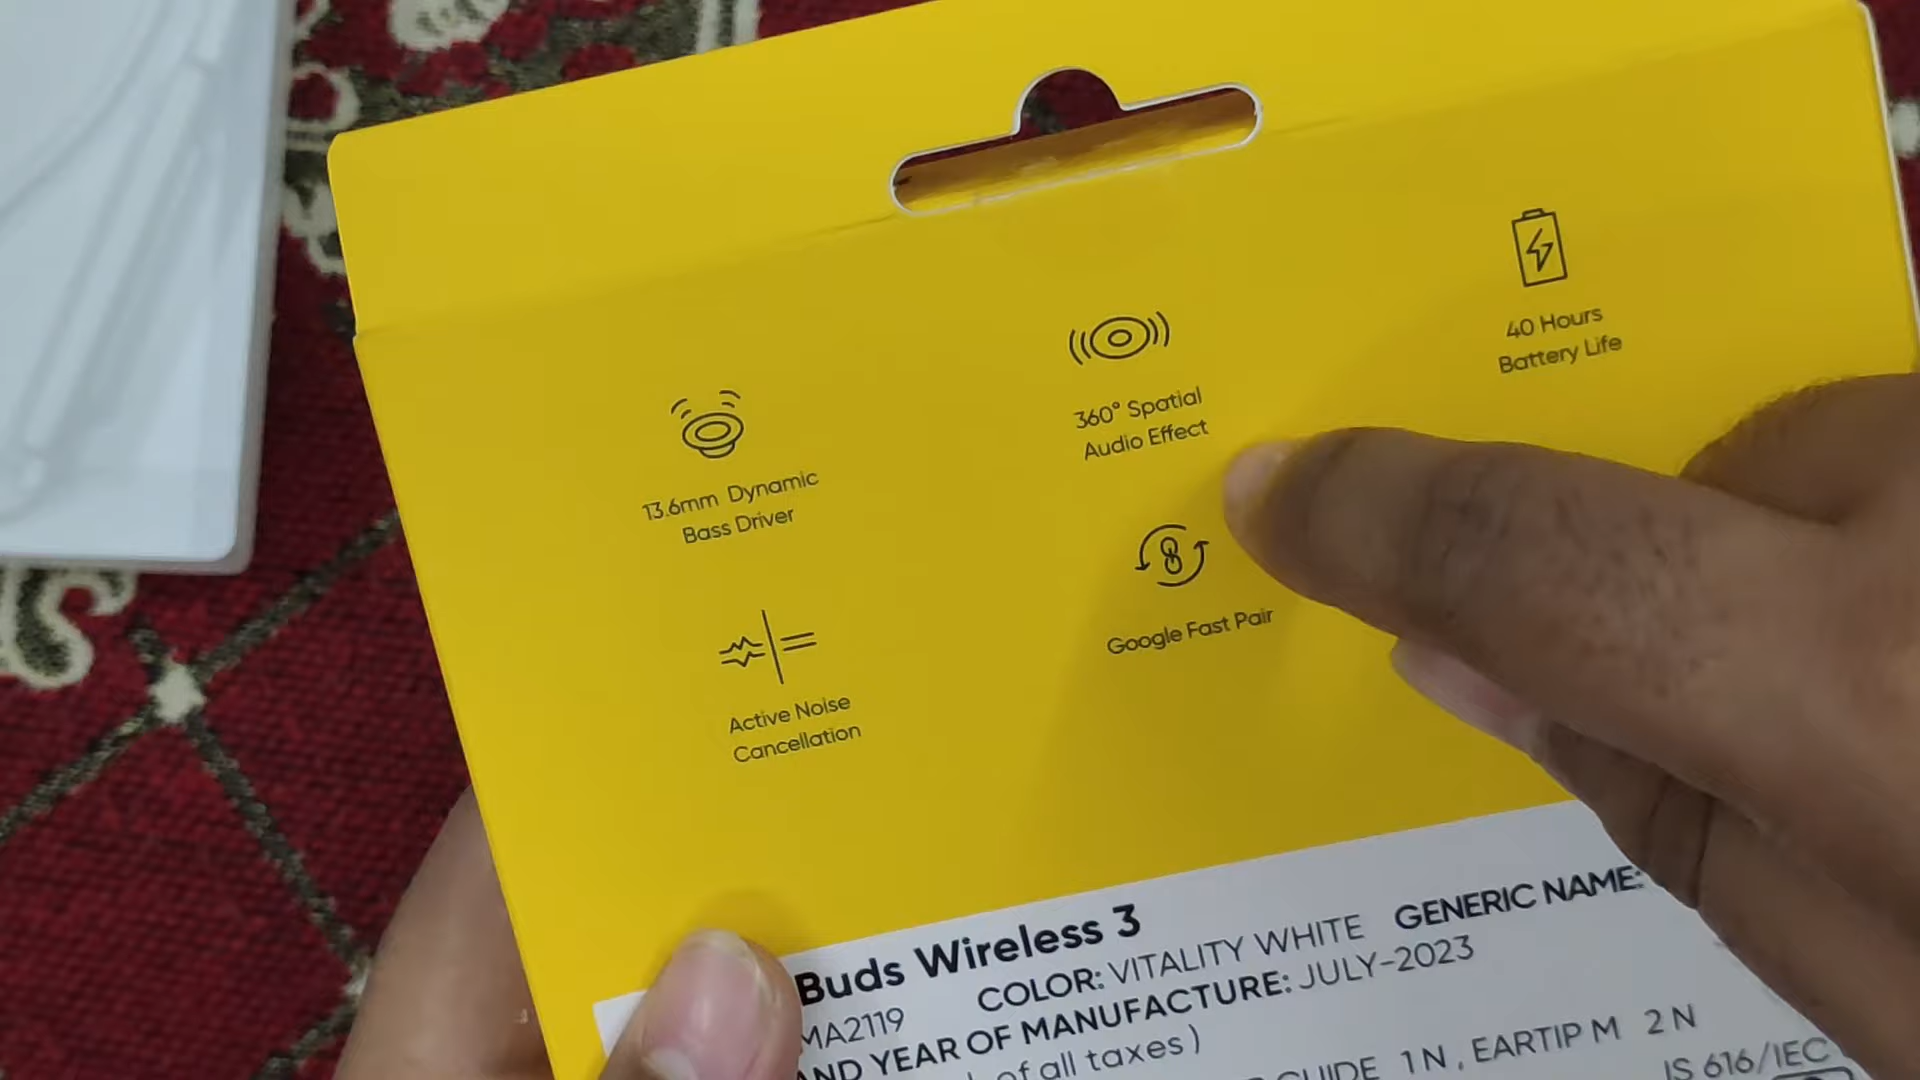 13.6mm Dynamic
Bass Driver
360° Spatial
Audio Effect
40 Hours
Battery Life
Active Noise
Cancellation
Google Fast Pair
Buds Wireless 3
MA2119 COLOR: VITALITY WHITE GENERIC NAME:
AND YEAR OF MANUFACTURE: JULY-2023
of all taxes)
GUIDE 1 N, EARTIP M 2 N
IS 616/IEC